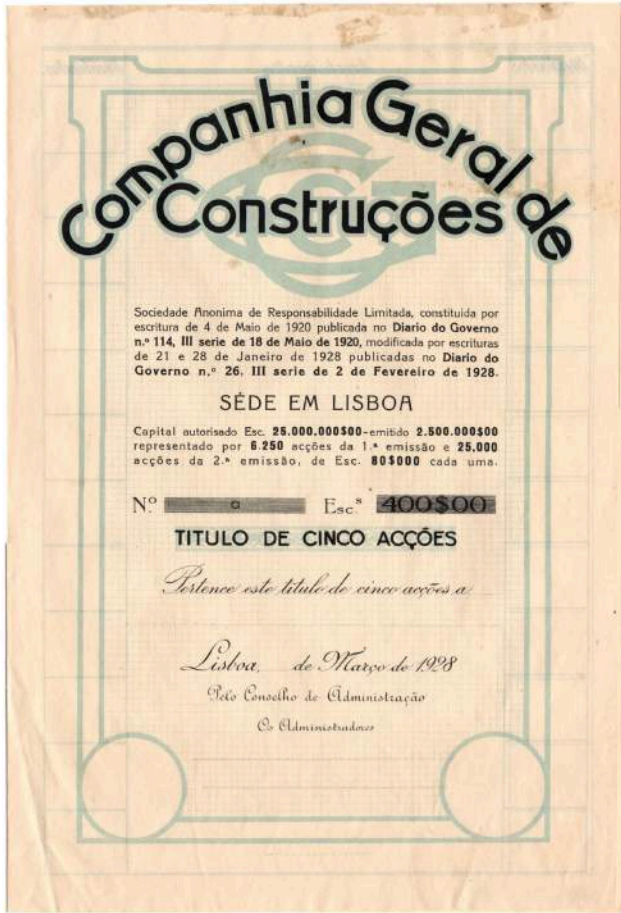 Companhia Geral de
Construções
Sociedade Anonima de Responsabilidade Limitada, constituida por
escritura de 4 de Maio de 1920 publicada no Diario do Governo
n.º 114, III serie de 18 de Maio de 1920, modificada por escrituras
de 21 e 28 de Janeiro de 1928 publicadas no Diario do
Governo n.º 26, III serie de 2 de Fevereiro de 1928.
SÉDE EM LISBOA
Capital autorisado Esc. 25.000.000$00-emitido 2.500.000$00
representado por 6.250 acções da 1.ª emissão e 25.000
acções da 2.ª emissão, de Esc. 80$000 cada uma.
N.º Esc.s 400$00
TITULO DE CINCO ACÇÕES
Pertence este titulo de cinco acções a
Lisboa, de Março de 1928
Pelo Conselho de Administração
Os Administradores